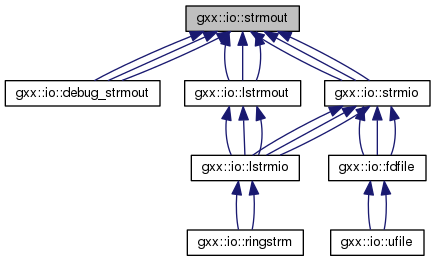 gxx::io::strmout
gxx::io::debug_strmout
gxx::io::lstrmout
gxx::io::strmio
gxx::io::lstrmio
gxx::io::fdfile
gxx::io::ringstrm
gxx::io::ufile